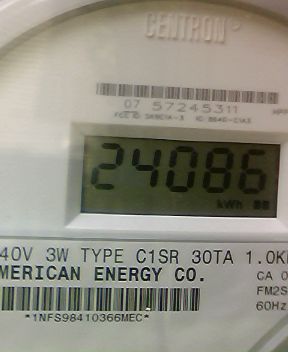 CENTRON®
07 57245311
24086
kWh
40V 3W TYPE C1SR 30TA 1.0K
MERICAN ENERGY CO.
CA 0
FM2S
60Hz
*1NFS98410366MEC*